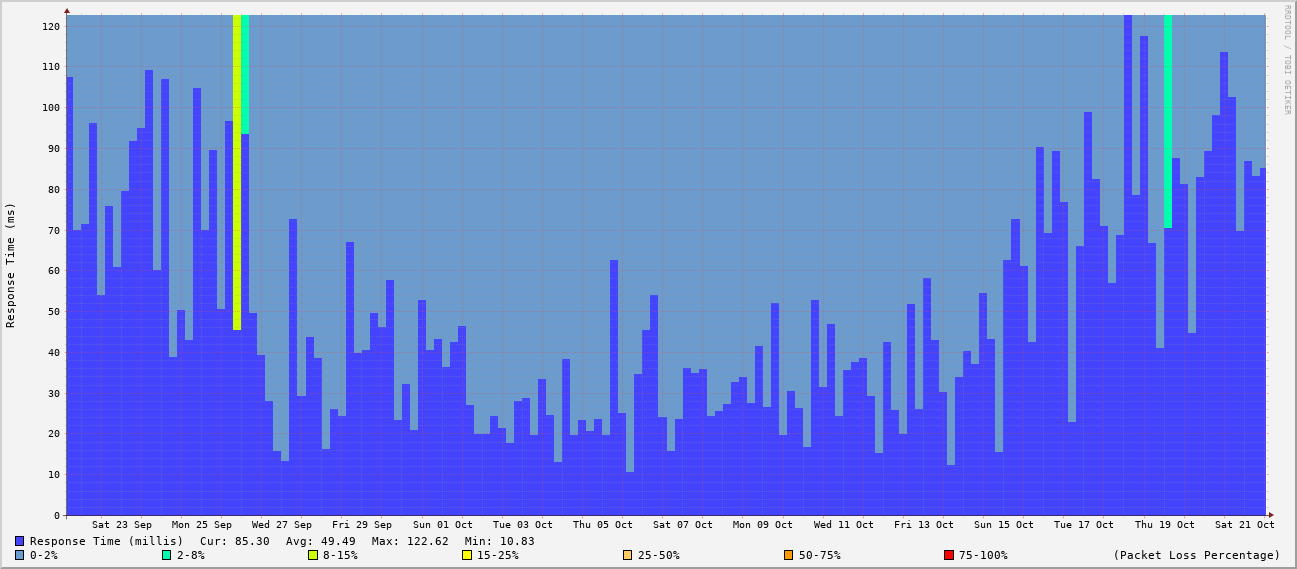 RRDTOOL / TOBI OETIKER
Response Time (ms)
120
110
100
90
80
70
60
50
40
30
20
10
0
Sat 23 Sep Mon 25 Sep Wed 27 Sep Fri 29 Sep Sun 01 Oct Tue 03 Oct Thu 05 Oct Sat 07 Oct Mon 09 Oct Wed 11 Oct Fri 13 Oct Sun 15 Oct Tue 17 Oct Thu 19 Oct Sat 21 Oct
Response Time (millis) Cur: 85.30 Avg: 49.49 Max: 122.62 Min: 10.83
0-2% 2-8% 8-15% 15-25% 25-50% 50-75% 75-100% (Packet Loss Percentage)